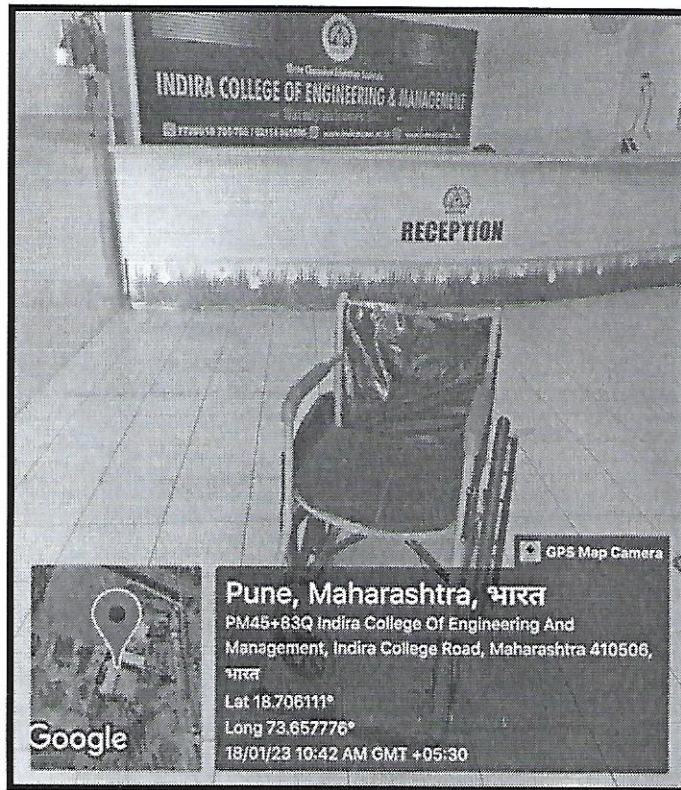 INDIRA COLLEGE OF ENGINEERING & MANAGEMENT
RECEPTION
GPS Map Camera
Pune, Maharashtra, भारत
PM45+83Q Indira College Of Engineering And
Management, Indira College Road, Maharashtra 410506,
भारत
Lat 18.706111°
Long 73.657776°
18/01/23 10:42 AM GMT +05:30
Google